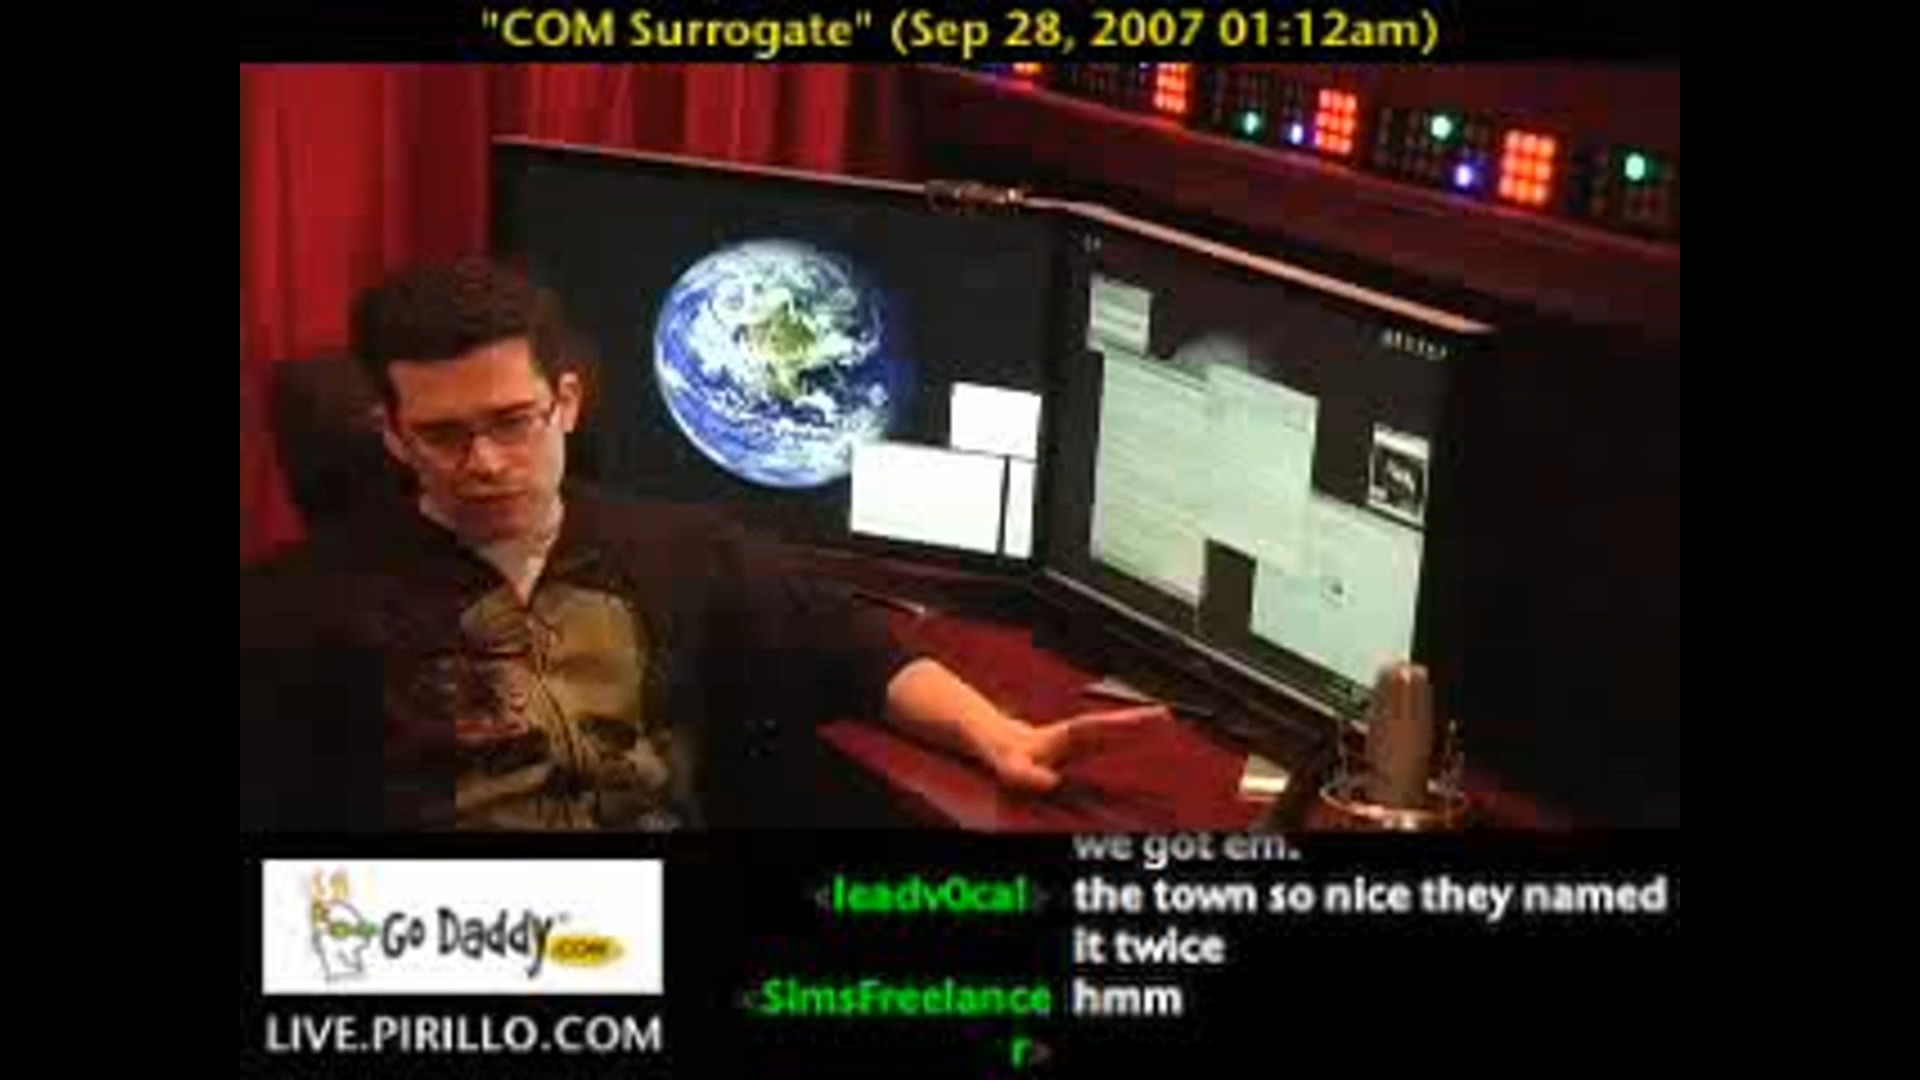 "COM Surrogate" (Sep 28, 2007 01:12am)
we got em.
<leadv0cal> the town so nice they named
it twice
<SimsFreelance hmm
r>
Go Daddy.COM
LIVE.PIRILLO.COM